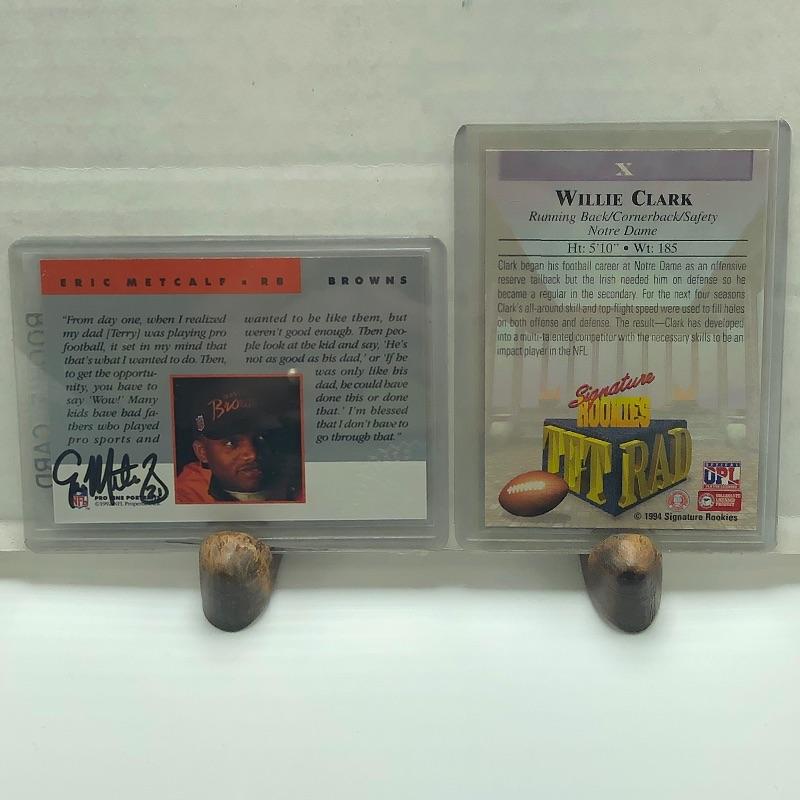 ERIC METCALF • RB BROWNS
"From day one, when I realized
my dad [Terry] was playing pro
football, it set in my mind that
that's what I wanted to do. Then,
to get the opportu-
nity, you have to
say 'Wow!' Many
kids have had fa-
thers who played
pro sports and
wanted to be like them, but
weren't good enough. Then peo-
ple look at the kid and say, 'He's
not as good as his dad,' or 'If he
was only like his
dad, he could have
done this or done
that.' I'm blessed
that I don't have to
go through that."
NFL
PRO LINE
ROOKIE CARD
X
WILLIE CLARK
Running Back/Cornerback/Safety
Notre Dame
Ht: 5'10" • Wt: 185
Clark began his football career at Notre Dame as an offensive
reserve tailback but the Irish needed him on defense so he
became a regular in the secondary. For the next four seasons
Clark's all-around skill and top-flight speed were used to fill holes
on both offense and defense. The result—Clark has developed
into a multi-talented competitor with the necessary skills to be an
impact player in the NFL.
Signature
ROOKIES
TETRAD
OFFICIAL
UPL
COLLEGIATE
LICENSED
PRODUCT
© 1994 Signature Rookies